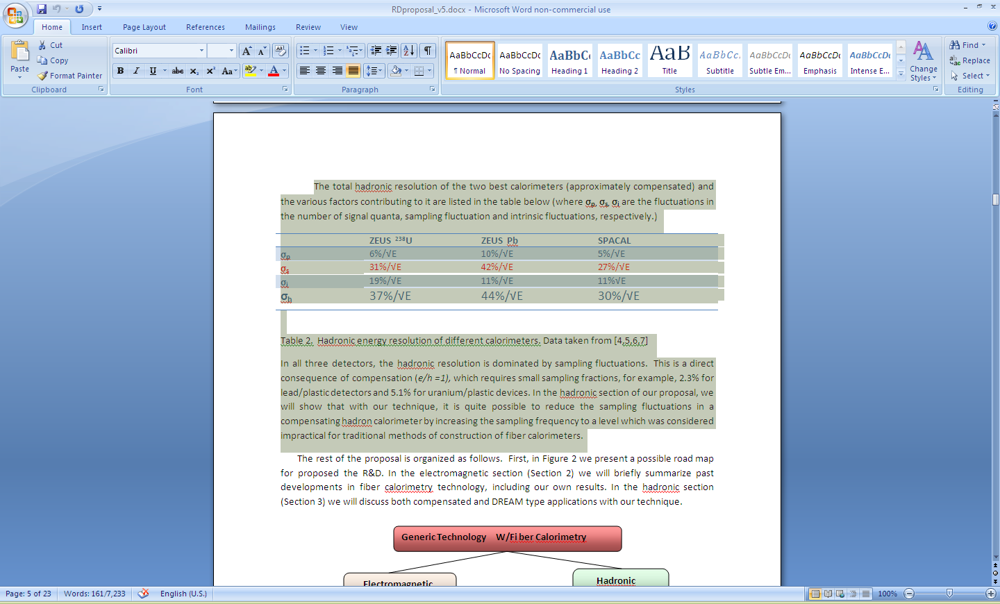 RDproposal_v5.docx - Microsoft Word non-commercial use
Home Insert Page Layout References Mailings Review View
Paste
Cut
Copy
Format Painter
Clipboard
Calibri
B I U abc x₂ x² Aa
Font
Paragraph
AaBbCcDc AaBbCcDc AaBbC AaBbCc AaB AaBbCc. AaBbCcDc AaBbCcDc AaBbCcDc
¶ Normal No Spacing Heading 1 Heading 2 Title Subtitle Subtle Em... Emphasis Intense E...
Change
Styles
Styles
Find
Replace
Select
Editing
The total hadronic resolution of the two best calorimeters (approximately compensated) and
the various factors contributing to it are listed in the table below (where σp, σs, σi are the fluctuations in
the number of signal quanta, sampling fluctuation and intrinsic fluctuations, respectively.)
ZEUS ²³⁸U ZEUS Pb SPACAL
σp 6%/√E 10%/√E 5%/√E
σs 31%/√E 42%/√E 27%/√E
σi 19%/√E 11%/√E 11%√E
σh 37%/√E 44%/√E 30%/√E
Table 2. Hadronic energy resolution of different calorimeters. Data taken from [4,5,6,7]
In all three detectors, the hadronic resolution is dominated by sampling fluctuations. This is a direct
consequence of compensation (e/h =1), which requires small sampling fractions, for example, 2.3% for
lead/plastic detectors and 5.1% for uranium/plastic devices. In the hadronic section of our proposal, we
will show that with our technique, it is quite possible to reduce the sampling fluctuations in a
compensating hadron calorimeter by increasing the sampling frequency to a level which was considered
impractical for traditional methods of construction of fiber calorimeters.
The rest of the proposal is organized as follows. First, in Figure 2 we present a possible road map
for proposed the R&D. In the electromagnetic section (Section 2) we will briefly summarize past
developments in fiber calorimetry technology, including our own results. In the hadronic section
(Section 3) we will discuss both compensated and DREAM type applications with our technique.
Generic Technology W/Fiber Calorimetry
Electromagnetic
Hadronic
Page: 5 of 23 Words: 161/7,233 English (U.S.) 100%